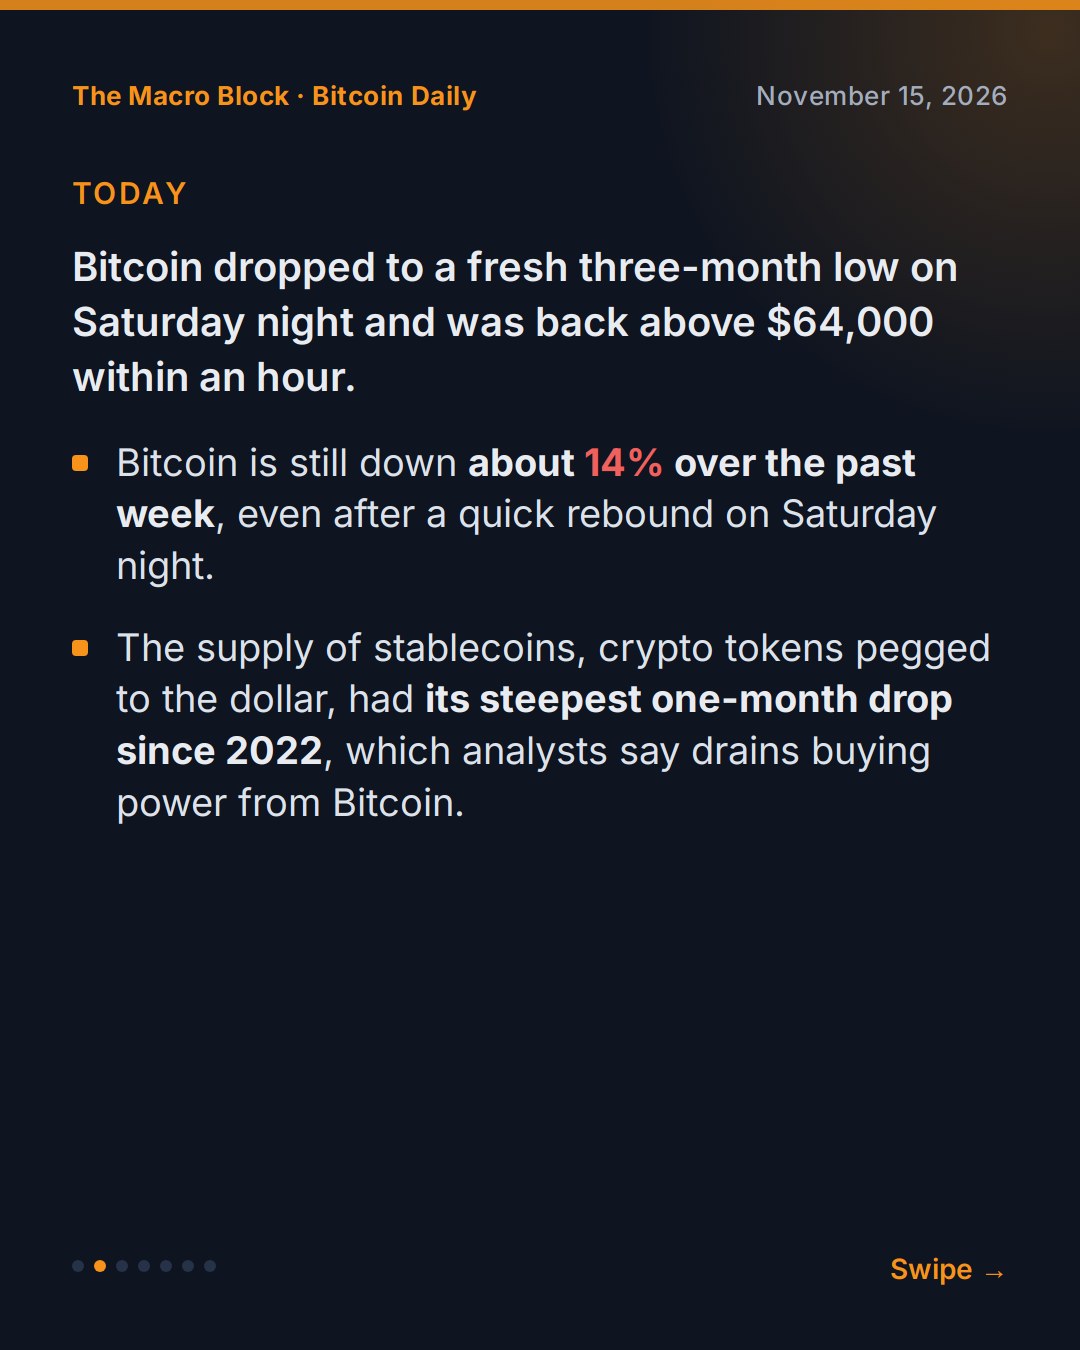 The Macro Block · Bitcoin Daily
November 15, 2026
TODAY
Bitcoin dropped to a fresh three-month low on
Saturday night and was back above $64,000
within an hour.
Bitcoin is still down about 14% over the past
week, even after a quick rebound on Saturday
night.
The supply of stablecoins, crypto tokens pegged
to the dollar, had its steepest one-month drop
since 2022, which analysts say drains buying
power from Bitcoin.
Swipe →